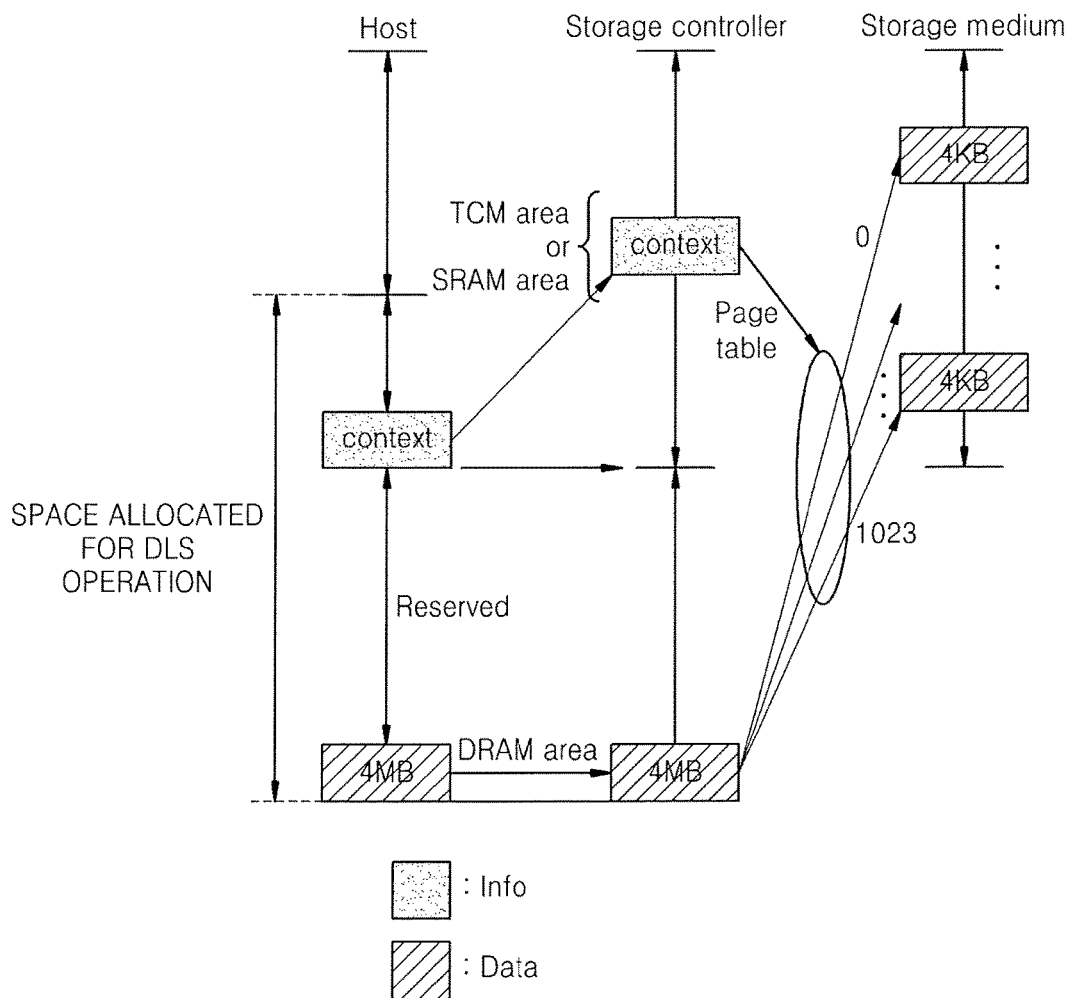 Host
Storage controller
Storage medium
4KB
TCM area
or
SRAM area
context
0
Page
table
4KB
context
1023
SPACE ALLOCATED
FOR DLS
OPERATION
Reserved
4MB
DRAM area
4MB
: Info
: Data